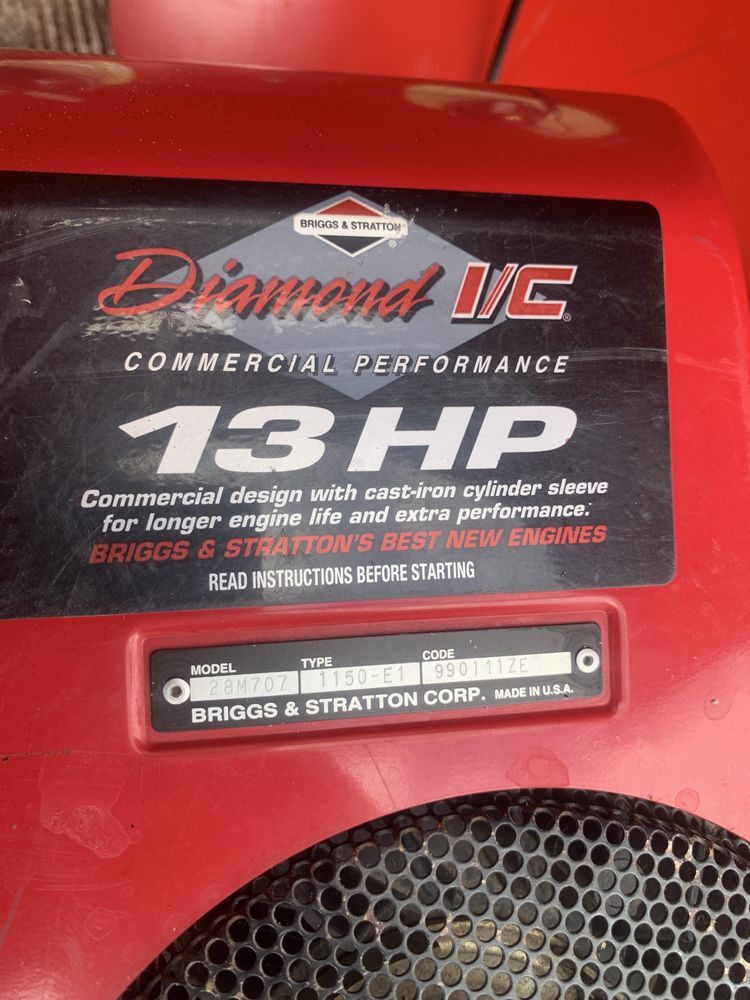 BRIGGS & STRATTON
®
Diamond I/C®
COMMERCIAL PERFORMANCE
13 HP
Commercial design with cast-iron cylinder sleeve
for longer engine life and extra performance.
BRIGGS & STRATTON'S BEST NEW ENGINES
READ INSTRUCTIONS BEFORE STARTING
MODEL TYPE CODE
28M707 1150-E1 990111ZE
BRIGGS & STRATTON CORP. MADE IN U.S.A.